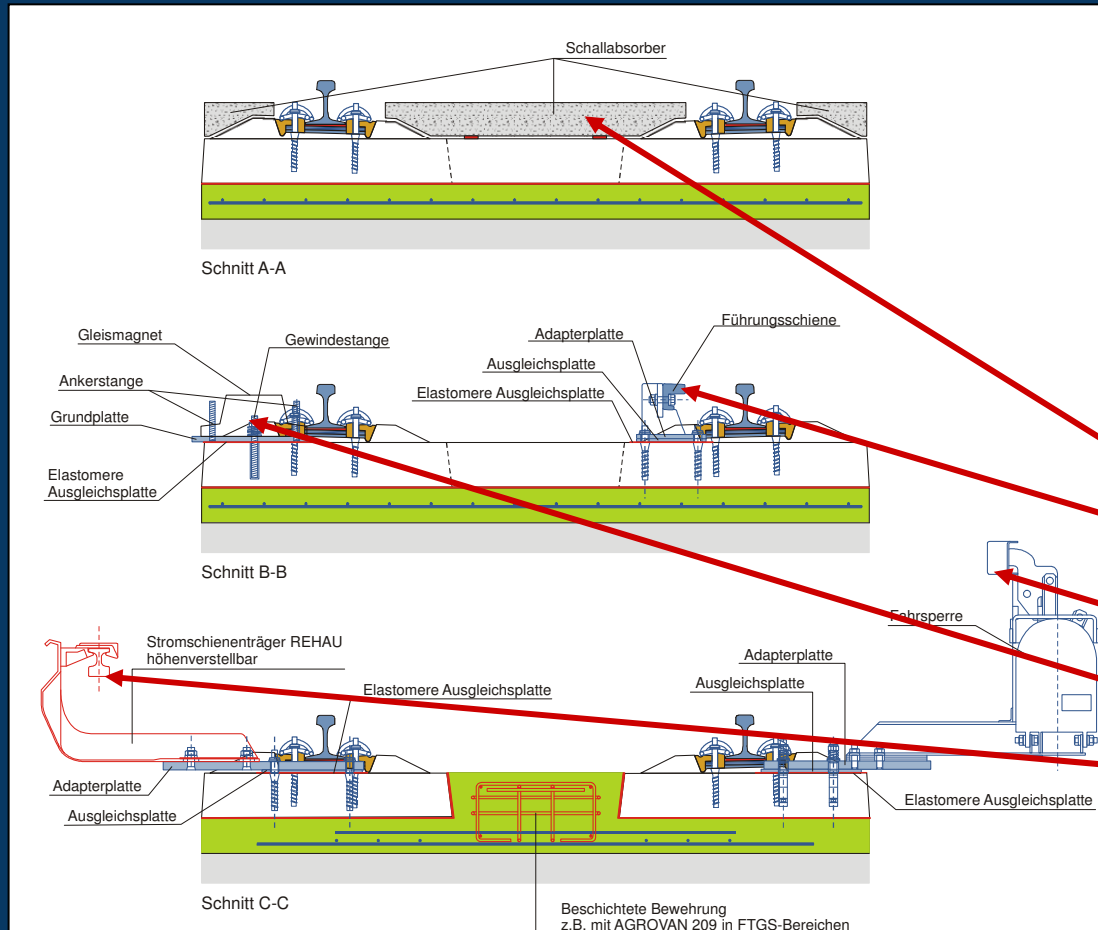 Schallabsorber
Schnitt A-A
Gleismagnet
Gewindestange
Ankerstange
Grundplatte
Elastomere
Ausgleichsplatte
Führungsschiene
Adapterplatte
Ausgleichsplatte
Elastomere Ausgleichsplatte
Schnitt B-B
Stromschienenträger REHAU
höhenverstellbar
Elastomere Ausgleichsplatte
Fahrsperre
Adapterplatte
Ausgleichsplatte
Adapterplatte
Ausgleichsplatte
Elastomere Ausgleichsplatte
Schnitt C-C
Beschichtete Bewehrung
z.B. mit AGROVAN 209 in FTGS-Bereichen